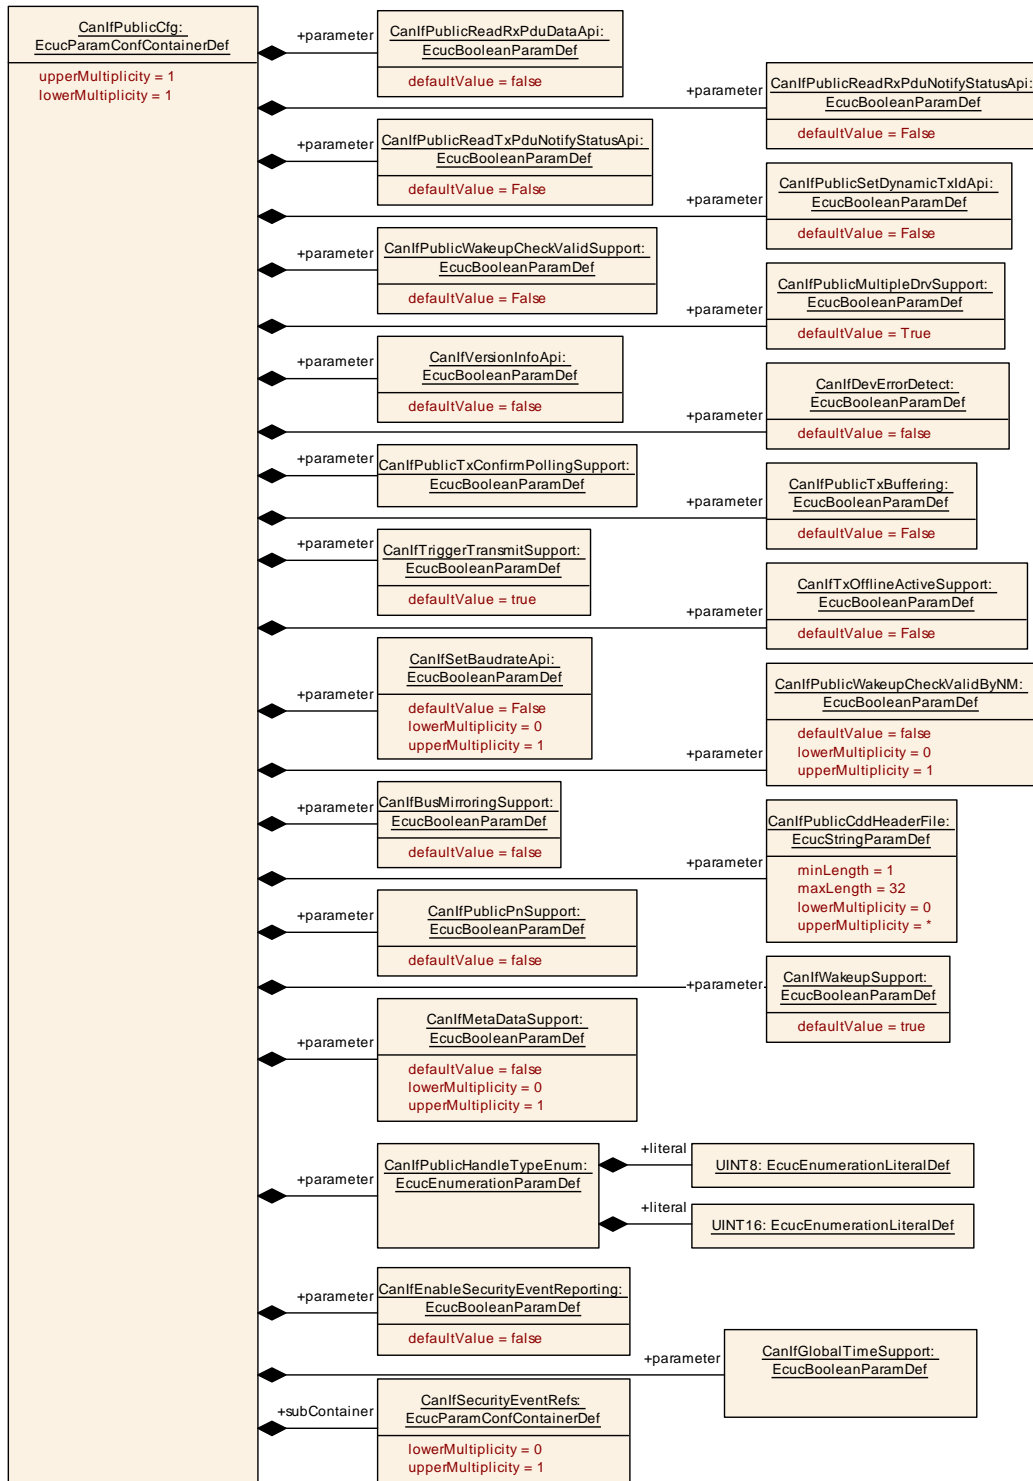 CanIfPublicCfg:
EcucParamConfContainerDef
upperMultiplicity = 1
lowerMultiplicity = 1
+parameter
CanIfPublicReadRxPduDataApi:
EcucBooleanParamDef
defaultValue = false
+parameter
CanIfPublicReadRxPduNotifyStatusApi:
EcucBooleanParamDef
defaultValue = False
+parameter
CanIfPublicReadTxPduNotifyStatusApi:
EcucBooleanParamDef
defaultValue = False
+parameter
CanIfPublicSetDynamicTxIdApi:
EcucBooleanParamDef
defaultValue = False
+parameter
CanIfPublicWakeupCheckValidSupport:
EcucBooleanParamDef
defaultValue = False
+parameter
CanIfPublicMultipleDrvSupport:
EcucBooleanParamDef
defaultValue = True
+parameter
CanIfVersionInfoApi:
EcucBooleanParamDef
defaultValue = false
+parameter
CanIfDevErrorDetect:
EcucBooleanParamDef
defaultValue = false
+parameter
CanIfPublicTxConfirmPollingSupport:
EcucBooleanParamDef
+parameter
CanIfPublicTxBuffering:
EcucBooleanParamDef
defaultValue = False
+parameter
CanIfTriggerTransmitSupport:
EcucBooleanParamDef
defaultValue = true
+parameter
CanIfTxOfflineActiveSupport:
EcucBooleanParamDef
defaultValue = False
+parameter
CanIfSetBaudrateApi:
EcucBooleanParamDef
defaultValue = False
lowerMultiplicity = 0
upperMultiplicity = 1
+parameter
CanIfPublicWakeupCheckValidByNM:
EcucBooleanParamDef
defaultValue = false
lowerMultiplicity = 0
upperMultiplicity = 1
+parameter
CanIfBusMirroringSupport:
EcucBooleanParamDef
defaultValue = false
+parameter
CanIfPublicCddHeaderFile:
EcucStringParamDef
minLength = 1
maxLength = 32
lowerMultiplicity = 0
upperMultiplicity = *
+parameter
CanIfPublicPnSupport:
EcucBooleanParamDef
defaultValue = false
+parameter
CanIfWakeupSupport:
EcucBooleanParamDef
defaultValue = true
+parameter
CanIfMetaDataSupport:
EcucBooleanParamDef
defaultValue = false
lowerMultiplicity = 0
upperMultiplicity = 1
+parameter
CanIfPublicHandleTypeEnum:
EcucEnumerationParamDef
+literal
UINT8: EcucEnumerationLiteralDef
+literal
UINT16: EcucEnumerationLiteralDef
+parameter
CanIfEnableSecurityEventReporting:
EcucBooleanParamDef
defaultValue = false
+parameter
CanIfGlobalTimeSupport:
EcucBooleanParamDef
+subContainer
CanIfSecurityEventRefs:
EcucParamConfContainerDef
lowerMultiplicity = 0
upperMultiplicity = 1